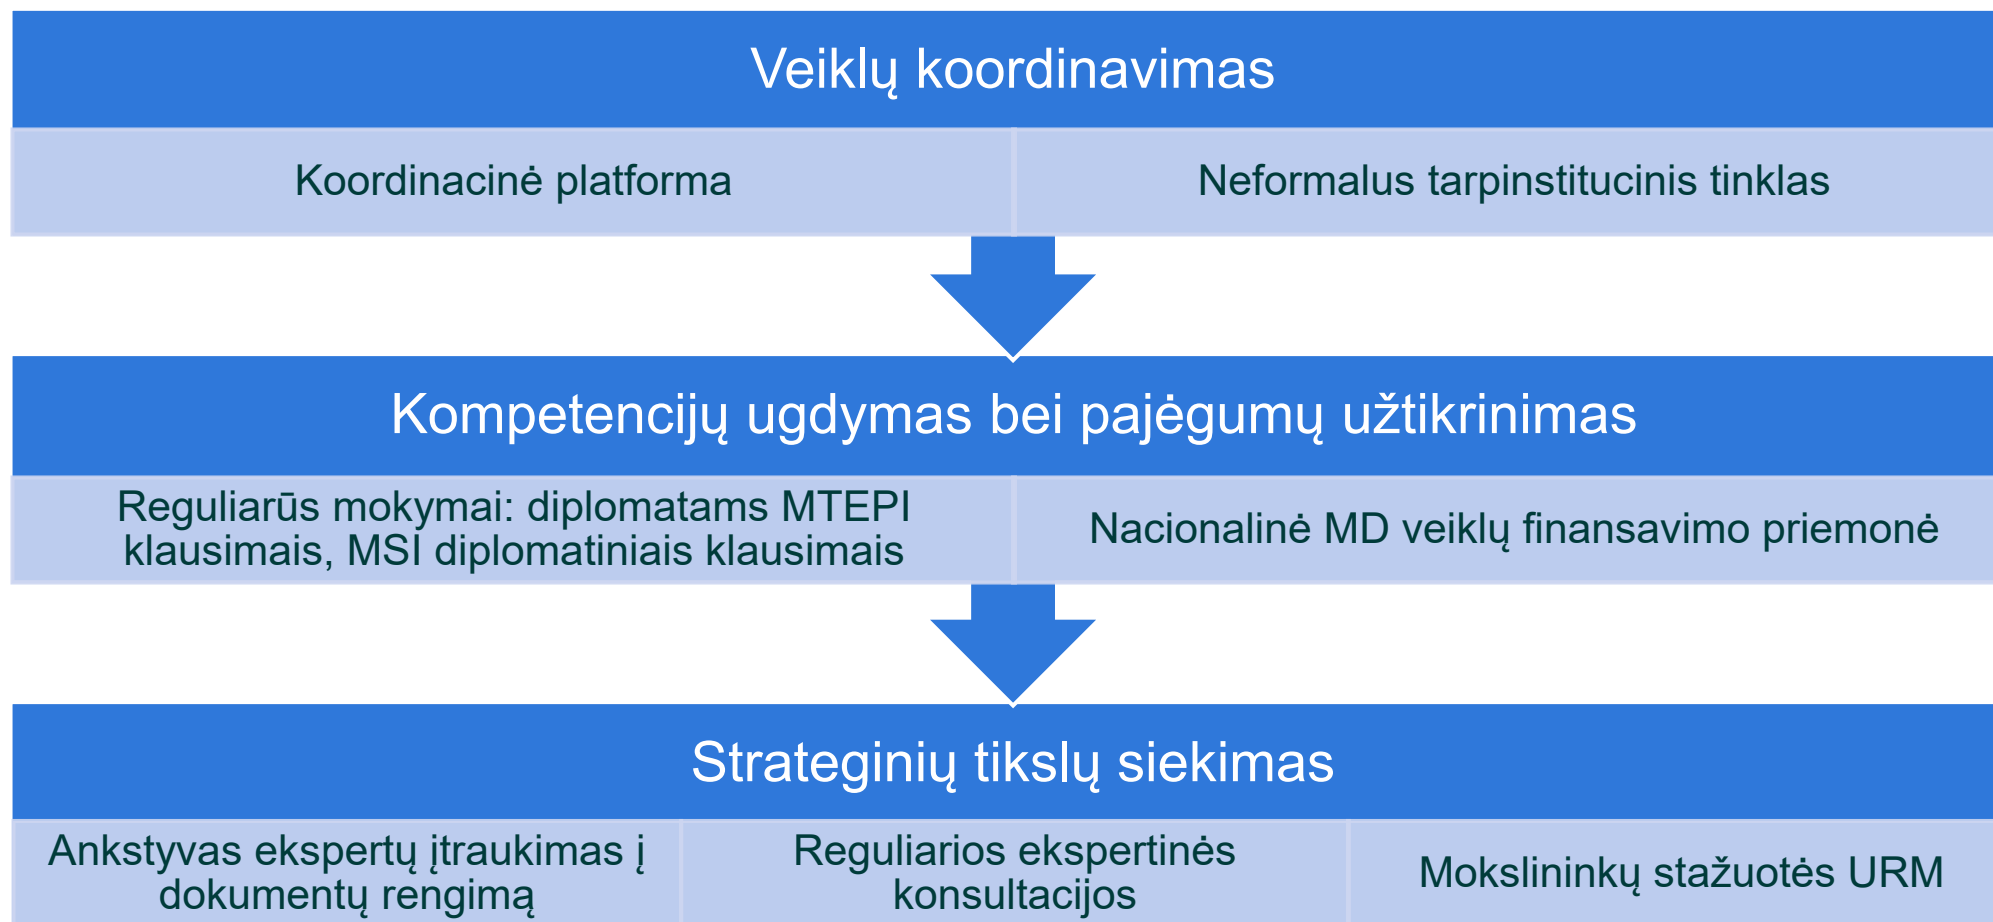 Veiklų koordinavimas
Koordinacinė platforma
Neformalus tarpinstitucinis tinklas
Kompetencijų ugdymas bei pajėgumų užtikrinimas
Reguliarūs mokymai: diplomatams MTEPI
klausimais, MSI diplomatiniais klausimais
Nacionalinė MD veiklų finansavimo priemonė
Strateginių tikslų siekimas
Ankstyvas ekspertų įtraukimas į
dokumentų rengimą
Reguliarios ekspertinės
konsultacijos
Mokslininkų stažuotės URM